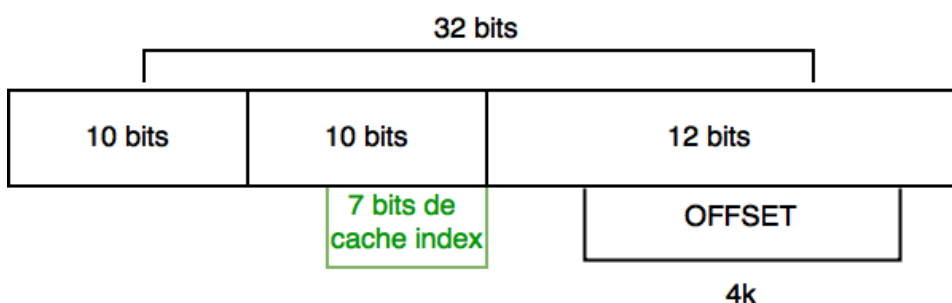 32 bits
10 bits
10 bits
12 bits
7 bits de
cache index
OFFSET
4k